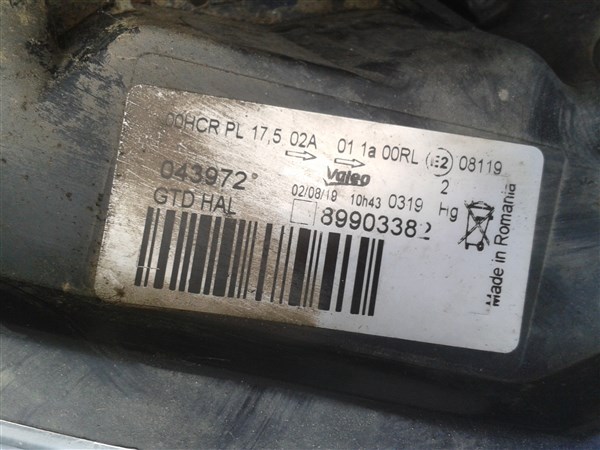 00HCR PL 17,5 02A 01 1a 00RL E2 08119
2
043972
Valeo
GTD HAL
02/08/19 10h43 0319 Hg
89903382
Made in Romania